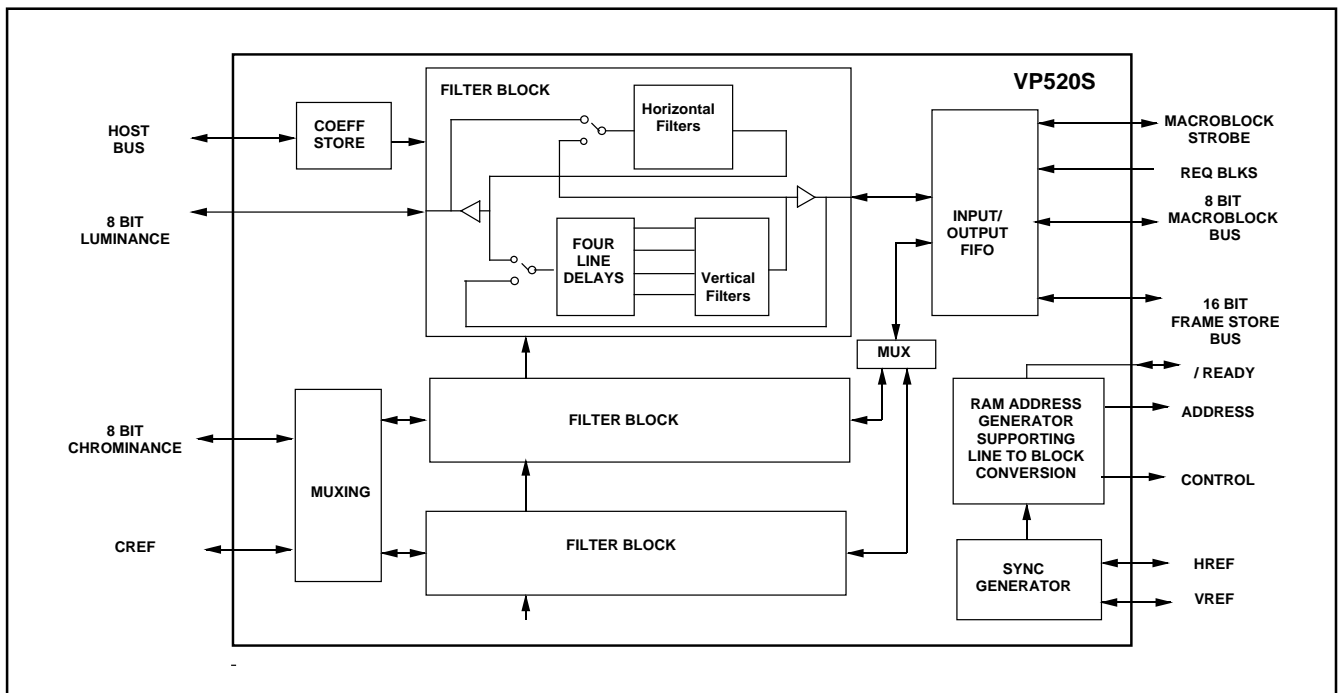 VP520S
FILTER BLOCK
Horizontal
Filters
HOST
BUS
COEFF
STORE
8 BIT
LUMINANCE
FOUR
LINE
DELAYS
Vertical
Filters
INPUT/
OUTPUT
FIFO
MACROBLOCK
STROBE
REQ BLKS
8 BIT
MACROBLOCK
BUS
16 BIT
FRAME STORE
BUS
MUX
/ READY
8 BIT
CHROMINANCE
MUXING
FILTER BLOCK
RAM ADDRESS
GENERATOR
SUPPORTING
LINE TO BLOCK
CONVERSION
ADDRESS
CONTROL
CREF
FILTER BLOCK
SYNC
GENERATOR
HREF
VREF